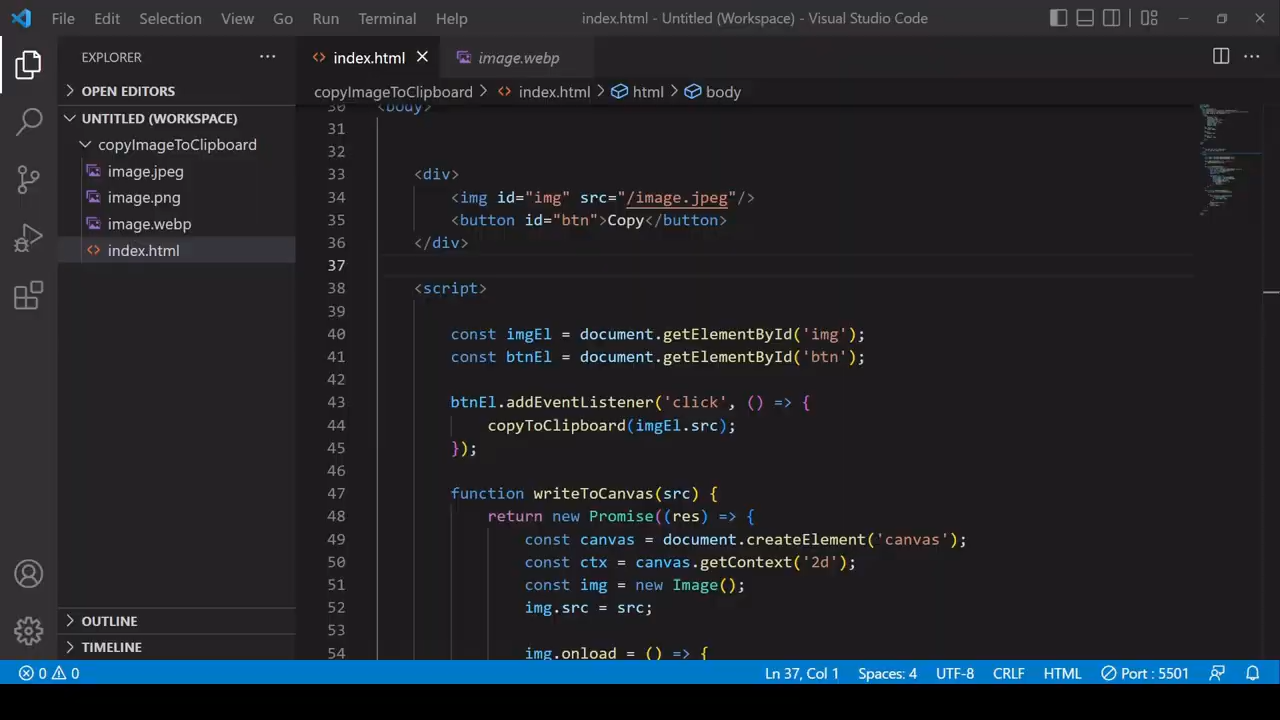 File Edit Selection View Go Run Terminal Help index.html - Untitled (Workspace) - Visual Studio Code
EXPLORER
OPEN EDITORS
UNTITLED (WORKSPACE)
copyImageToClipboard
image.jpeg
image.png
image.webp
index.html
OUTLINE
TIMELINE
index.html image.webp
copyImageToClipboard > index.html > html > body
30 <body>
31
32
33 <div>
34 <img id="img" src="/image.jpeg"/>
35 <button id="btn">Copy</button>
36 </div>
37
38 <script>
39
40 const imgEl = document.getElementById('img');
41 const btnEl = document.getElementById('btn');
42
43 btnEl.addEventListener('click', () => {
44 copyToClipboard(imgEl.src);
45 });
46
47 function writeToCanvas(src) {
48 return new Promise((res) => {
49 const canvas = document.createElement('canvas');
50 const ctx = canvas.getContext('2d');
51 const img = new Image();
52 img.src = src;
53
54 img.onload = () => {
0 0 Ln 37, Col 1 Spaces: 4 UTF-8 CRLF HTML Port : 5501